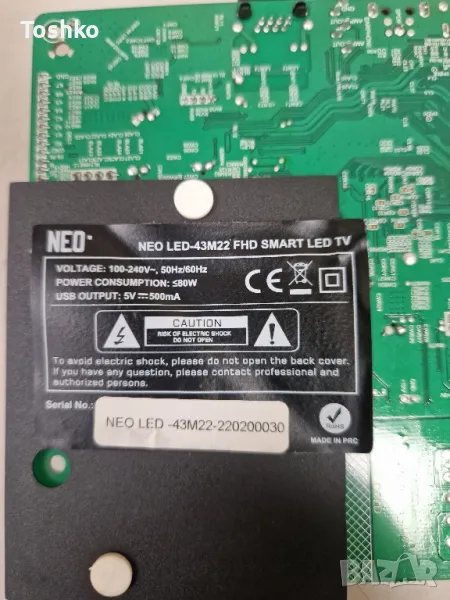 Toshko
NEO
NEO LED-43M22 FHD SMART LED TV
VOLTAGE: 100-240V~, 50Hz/60Hz
POWER CONSUMPTION: ≤80W
USB OUTPUT: 5V⎓500mA
CE
CAUTION
RISK OF ELECTRIC SHOCK
DO NOT OPEN
To avoid electric shock, please do not open the back cover.
If you have any question, please contact professional and
authorized persons.
Serial No.:
NEO LED -43M22-220200030
RoHS
MADE IN PRC
BAZAR